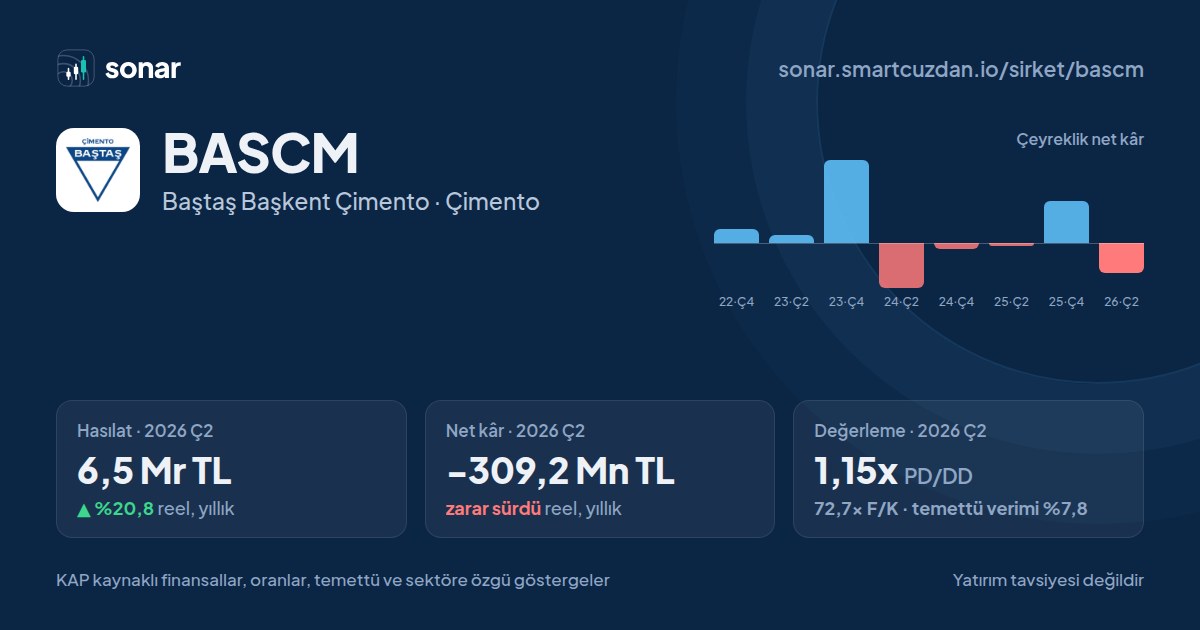 sonar
sonar.smartcuzdan.io/sirket/bascm
ÇİMENTO
BAŞTAŞ
BASCM
Baştaş Başkent Çimento · Çimento
Çeyreklik net kâr
22·Ç4 23·Ç2 23·Ç4 24·Ç2 24·Ç4 25·Ç2 25·Ç4 26·Ç2
Hasılat · 2026 Ç2
6,5 Mr TL
▲ %20,8 reel, yıllık
Net kâr · 2026 Ç2
−309,2 Mn TL
zarar sürdü reel, yıllık
Değerleme · 2026 Ç2
1,15x PD/DD
72,7× F/K · temettü verimi %7,8
KAP kaynaklı finansallar, oranlar, temettü ve sektöre özgü göstergeler
Yatırım tavsiyesi değildir